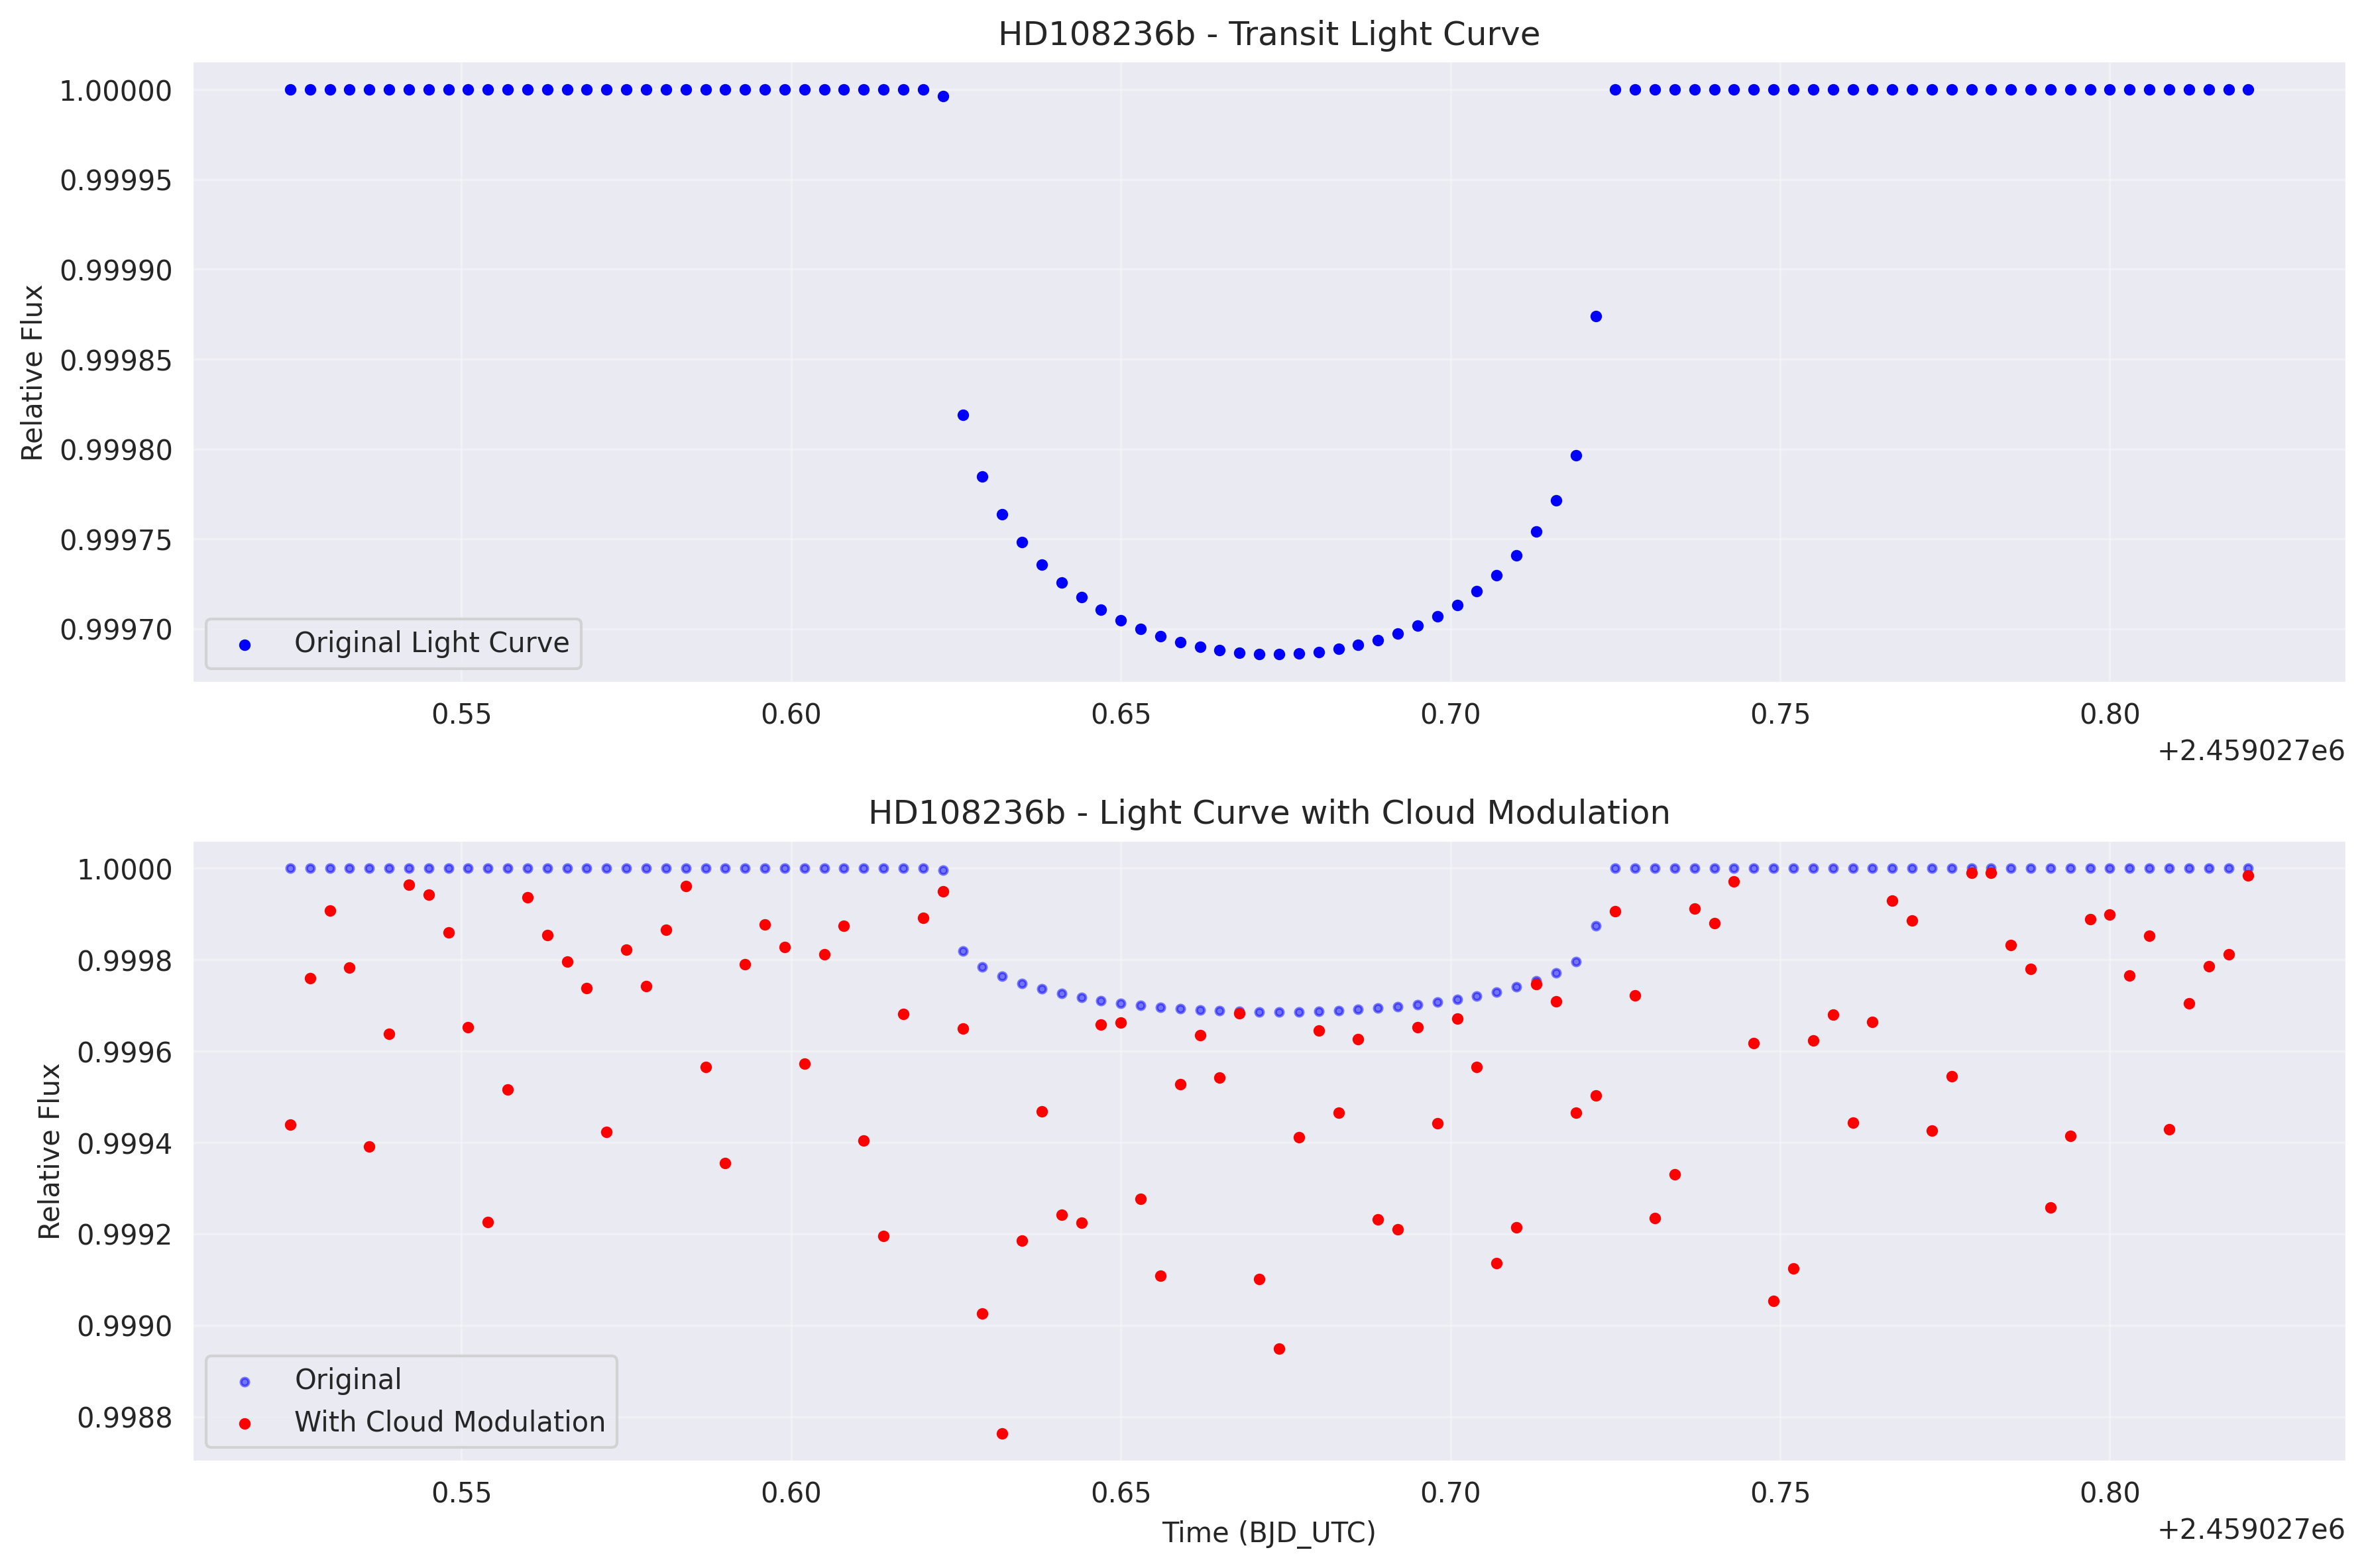 HD108236b - Transit Light Curve
Relative Flux
1.00000
0.99995
0.99990
0.99985
0.99980
0.99975
0.99970
Original Light Curve
0.55 0.60 0.65 0.70 0.75 0.80
+2.459027e6
HD108236b - Light Curve with Cloud Modulation
Relative Flux
1.0000
0.9998
0.9996
0.9994
0.9992
0.9990
0.9988
Original
With Cloud Modulation
0.55 0.60 0.65 0.70 0.75 0.80
Time (BJD_UTC)
+2.459027e6